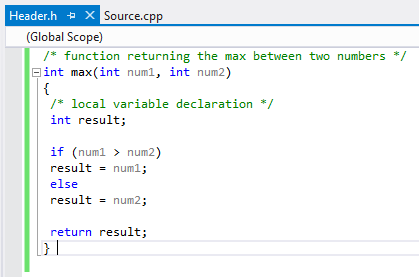 Header.h Source.cpp
(Global Scope)
/* function returning the max between two numbers */
int max(int num1, int num2)
{
/* local variable declaration */
int result;
if (num1 > num2)
result = num1;
else
result = num2;
return result;
}